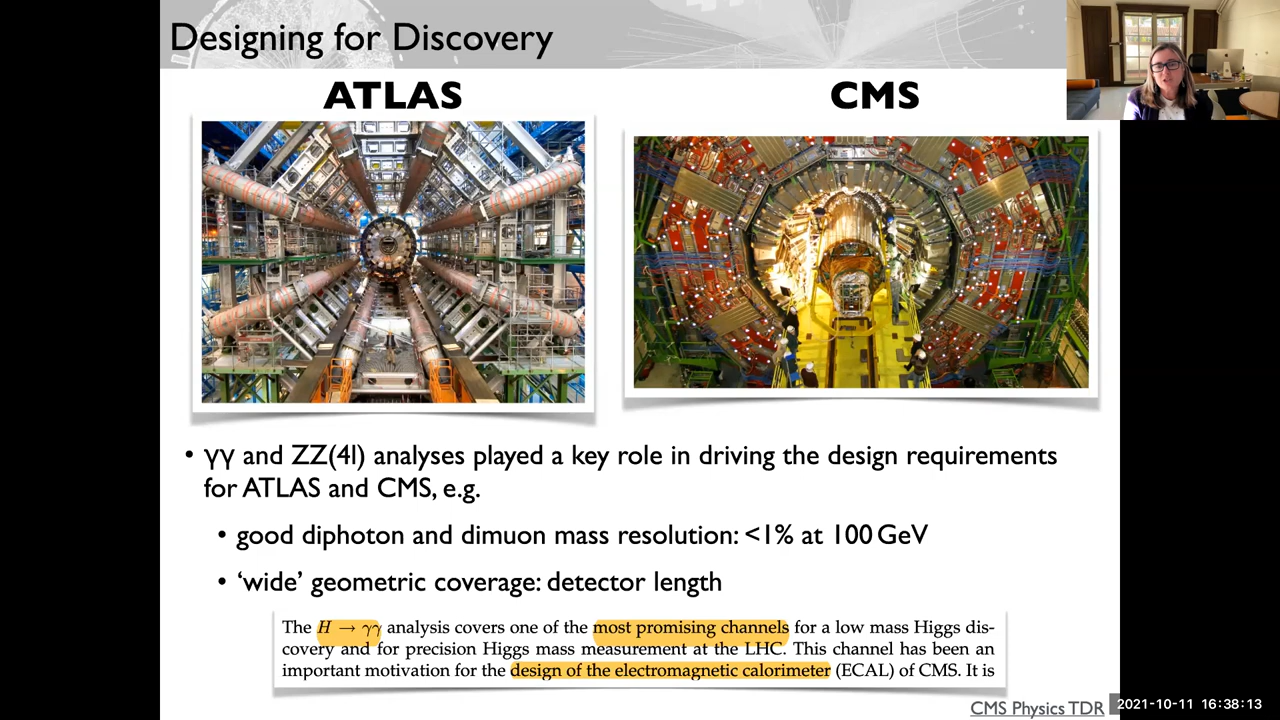 Designing for Discovery
ATLAS
CMS
• γγ and ZZ(4l) analyses played a key role in driving the design requirements
for ATLAS and CMS, e.g.
• good diphoton and dimuon mass resolution: <1% at 100 GeV
• ‘wide’ geometric coverage: detector length
The H → γγ analysis covers one of the most promising channels for a low mass Higgs dis-
covery and for precision Higgs mass measurement at the LHC. This channel has been an
important motivation for the design of the electromagnetic calorimeter (ECAL) of CMS. It is
CMS Physics TDR
2021-10-11 16:38:13